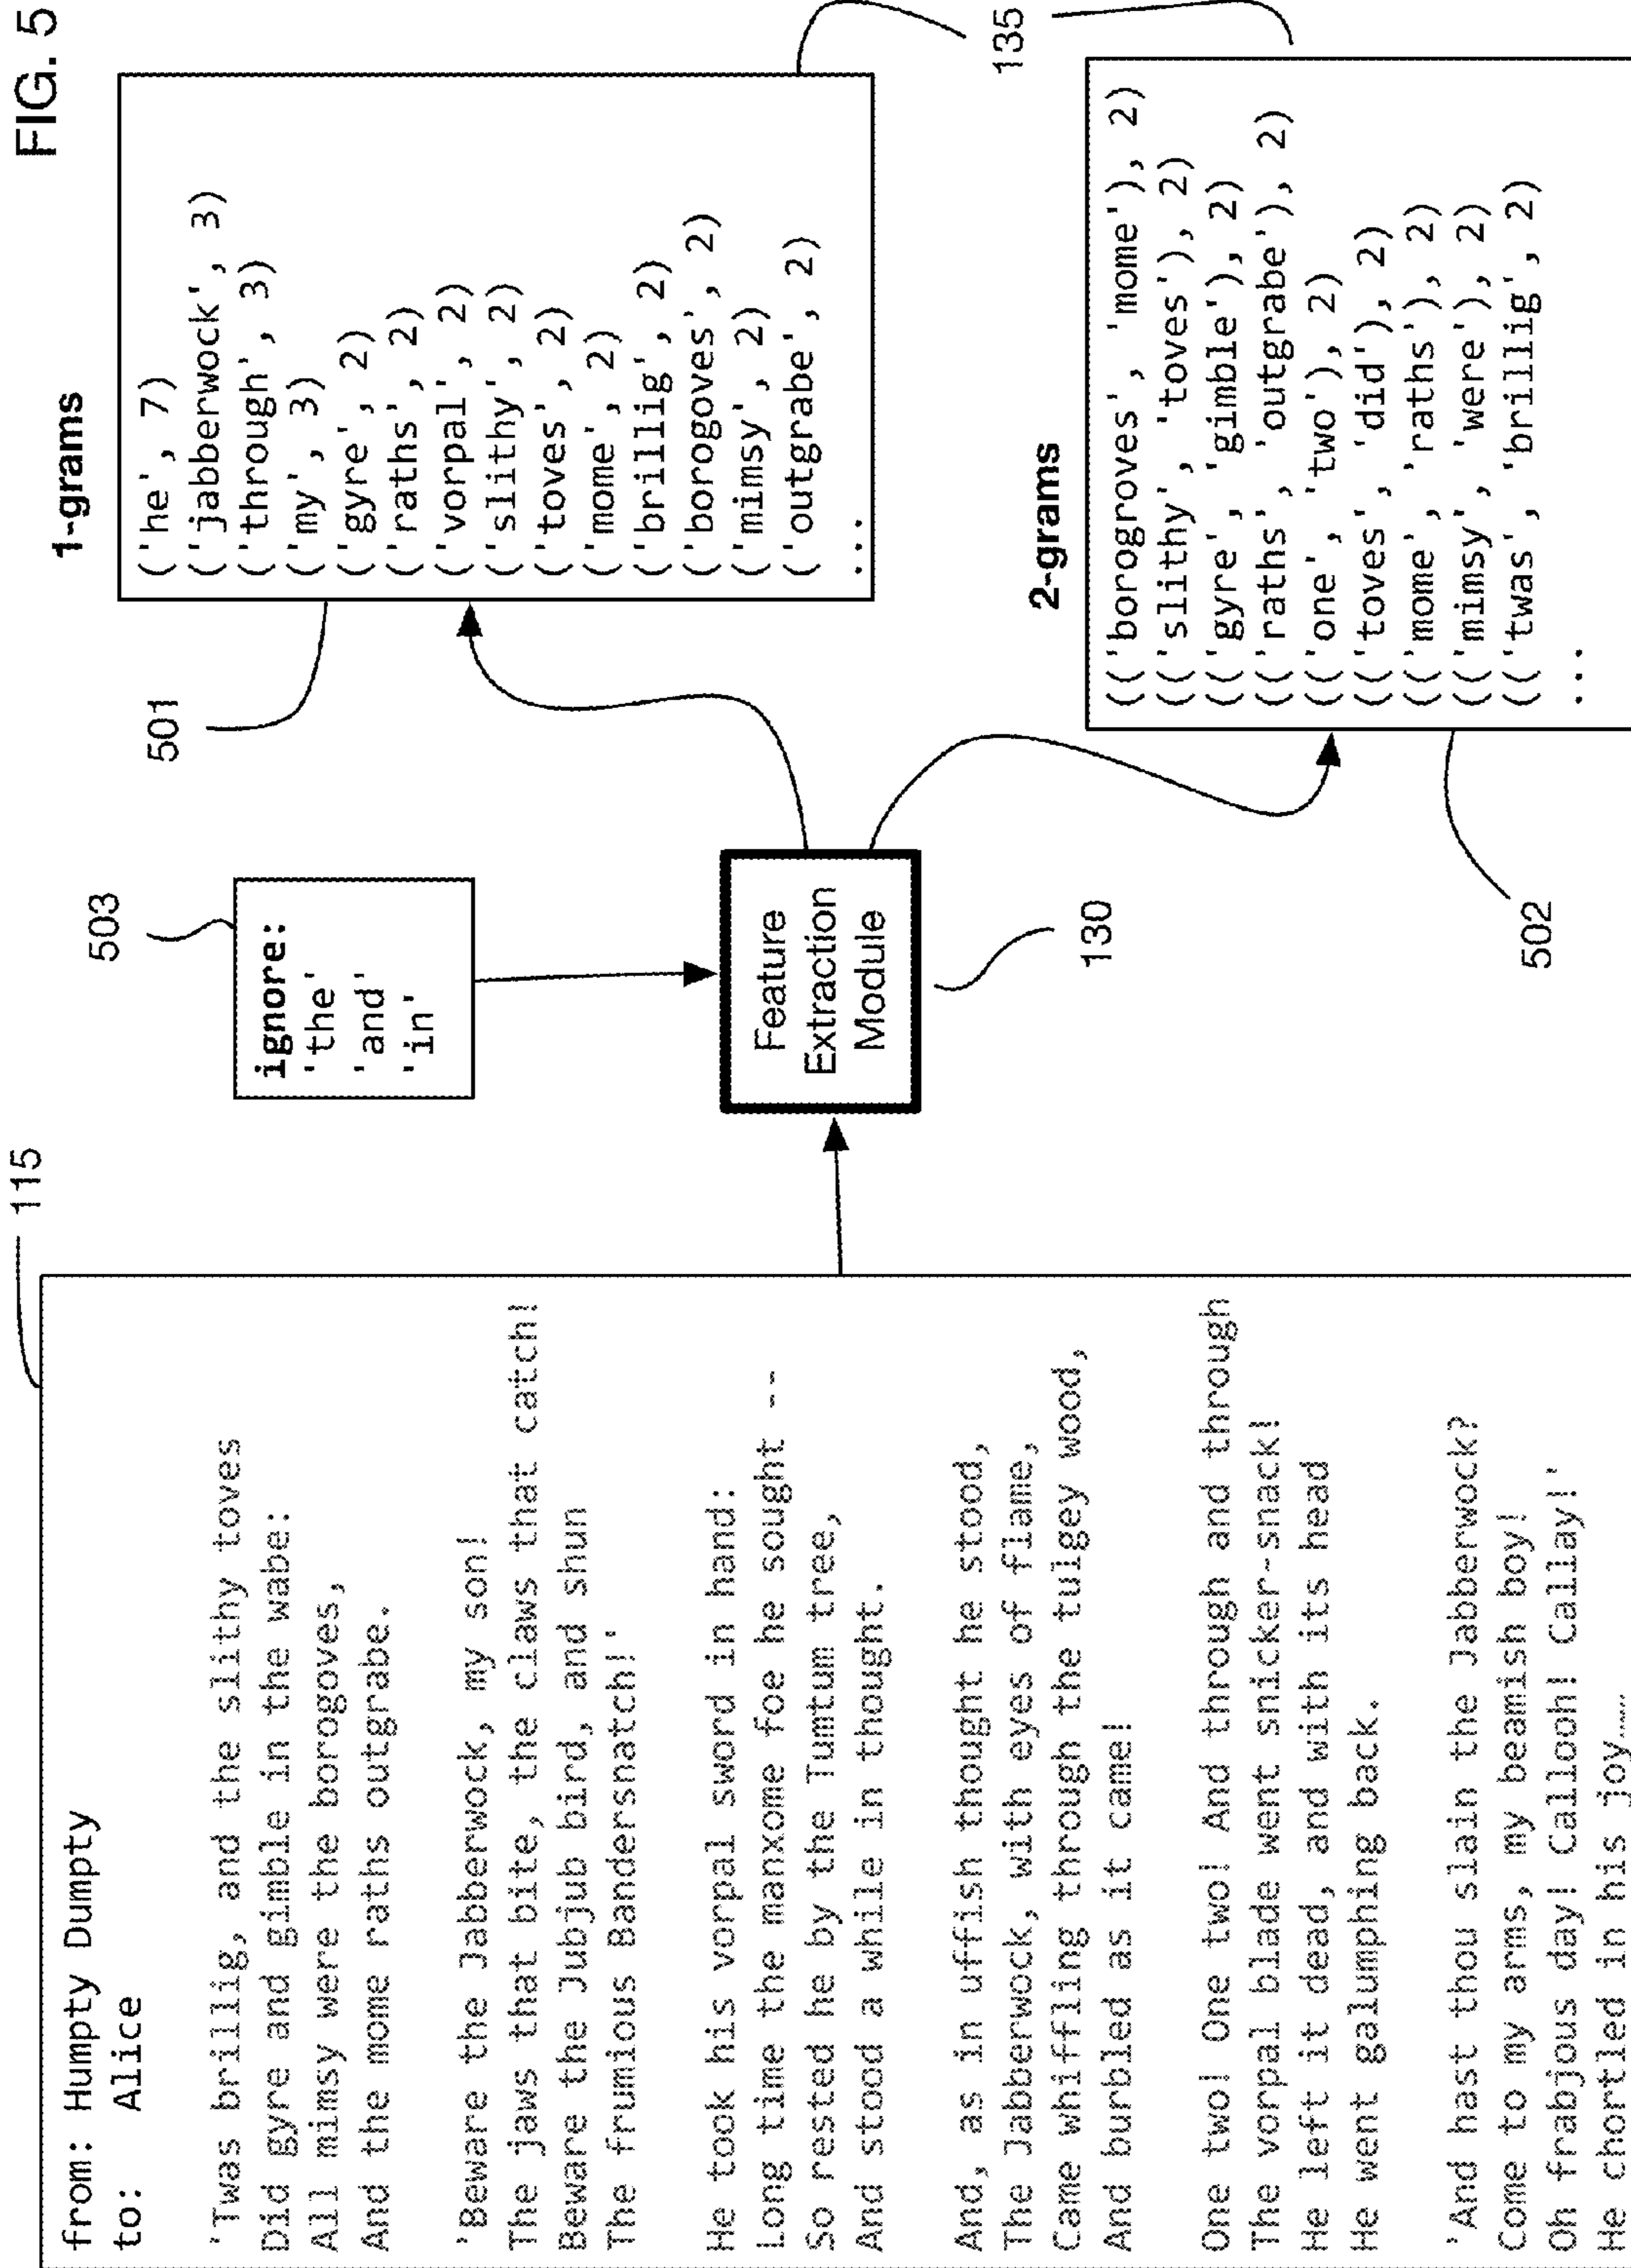 FIG. 5
115
from: Humpty Dumpty
to: Alice
'Twas brillig, and the slithy toves
Did gyre and gimble in the wabe:
All mimsy were the borogoves,
And the mome raths outgrabe.
'Beware the Jabberwock, my son!
The jaws that bite, the claws that catch!
Beware the Jubjub bird, and shun
The frumious Bandersnatch!'
He took his vorpal sword in hand:
Long time the manxome foe he sought --
So rested he by the Tumtum tree,
And stood a while in thought.
And, as in uffish thought he stood,
The Jabberwock, with eyes of flame,
Came whiffling through the tulgey wood,
And burbled as it came!
One two! One two! And through and through
The vorpal blade went snicker-snack!
He left it dead, and with its head
He went galumphing back.
'And hast thou slain the Jabberwock?
Come to my arms, my beamish boy!
Oh frabjous day! Callooh! Callay!'
He chortled in his joy……
503
ignore:
'the'
'and'
'in'
Feature
Extraction
Module
130
501
1-grams
('he', 7)
('jabberwock', 3)
('through', 3)
('my', 3)
('gyre', 2)
('raths', 2)
('vorpal', 2)
('slithy', 2)
('toves', 2)
('mome', 2)
('brillig', 2)
('borogoves', 2)
('mimsy', 2)
('outgrabe', 2)
...
135
2-grams
(('borogroves', 'mome'), 2)
(('slithy', 'toves'), 2)
(('gyre', 'gimble'), 2)
(('raths', 'outgrabe'), 2)
(('one', 'two'), 2)
(('toves', 'did'), 2)
(('mome', 'raths'), 2)
(('mimsy', 'were'), 2)
(('twas', 'brillig', 2)
...
502